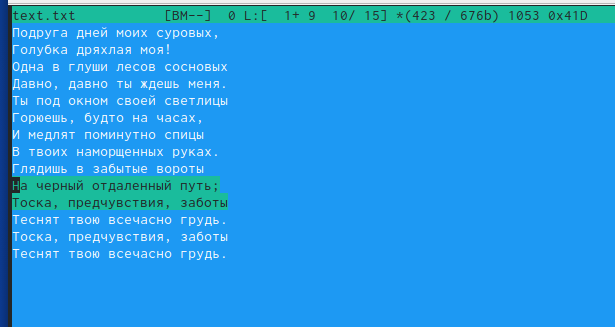 text.txt [BM--] 0 L:[ 1+ 9 10/ 15] *(423 / 676b) 1053 0x41D
Подруга дней моих суровых,
Голубка дряхлая моя!
Одна в глуши лесов сосновых
Давно, давно ты ждешь меня.
Ты под окном своей светлицы
Горюешь, будто на часах,
И медлят поминутно спицы
В твоих наморщенных руках.
Глядишь в забытые вороты
На черный отдаленный путь;
Тоска, предчувствия, заботы
Теснят твою всечасно грудь.
Тоска, предчувствия, заботы
Теснят твою всечасно грудь.